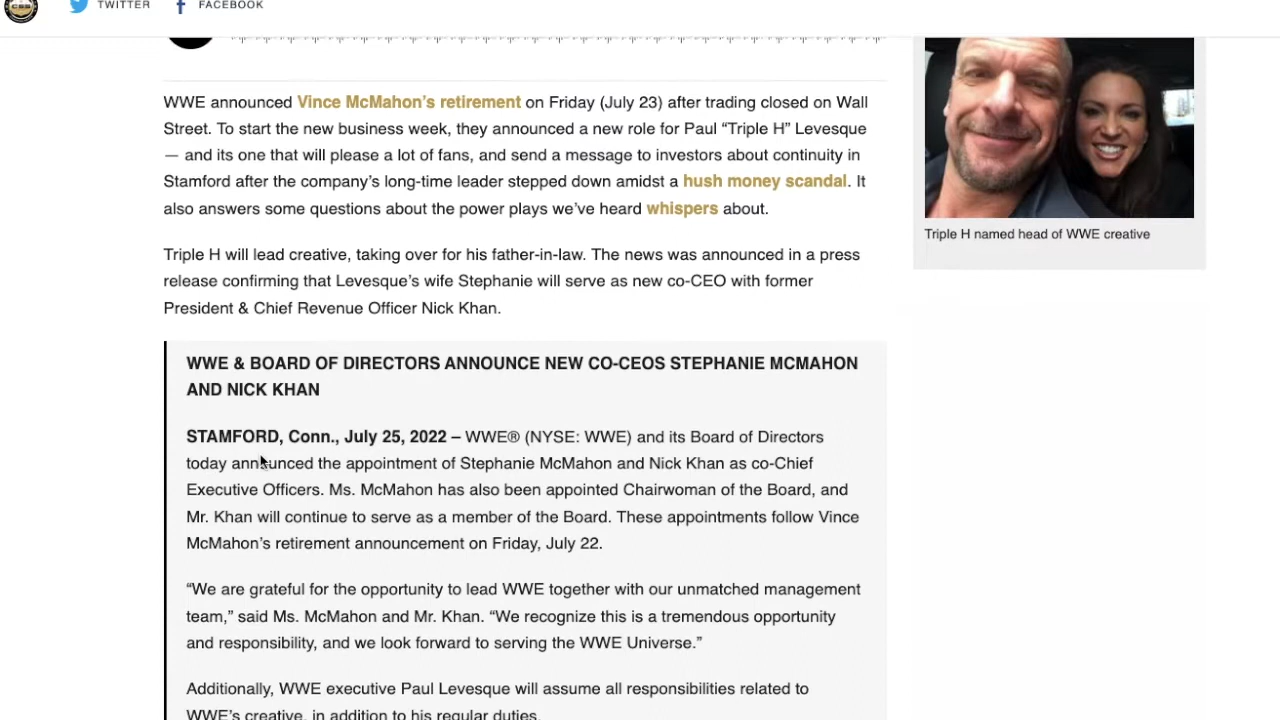 TWITTER
FACEBOOK
WWE announced Vince McMahon’s retirement on Friday (July 23) after trading closed on Wall
Street. To start the new business week, they announced a new role for Paul “Triple H” Levesque
— and its one that will please a lot of fans, and send a message to investors about continuity in
Stamford after the company’s long-time leader stepped down amidst a hush money scandal. It
also answers some questions about the power plays we’ve heard whispers about.
Triple H will lead creative, taking over for his father-in-law. The news was announced in a press
release confirming that Levesque’s wife Stephanie will serve as new co-CEO with former
President & Chief Revenue Officer Nick Khan.
WWE & BOARD OF DIRECTORS ANNOUNCE NEW CO-CEOS STEPHANIE MCMAHON
AND NICK KHAN
STAMFORD, Conn., July 25, 2022 – WWE® (NYSE: WWE) and its Board of Directors
today announced the appointment of Stephanie McMahon and Nick Khan as co-Chief
Executive Officers. Ms. McMahon has also been appointed Chairwoman of the Board, and
Mr. Khan will continue to serve as a member of the Board. These appointments follow Vince
McMahon’s retirement announcement on Friday, July 22.
“We are grateful for the opportunity to lead WWE together with our unmatched management
team,” said Ms. McMahon and Mr. Khan. “We recognize this is a tremendous opportunity
and responsibility, and we look forward to serving the WWE Universe.”
Additionally, WWE executive Paul Levesque will assume all responsibilities related to
WWE’s creative, in addition to his regular duties.
Triple H named head of WWE creative